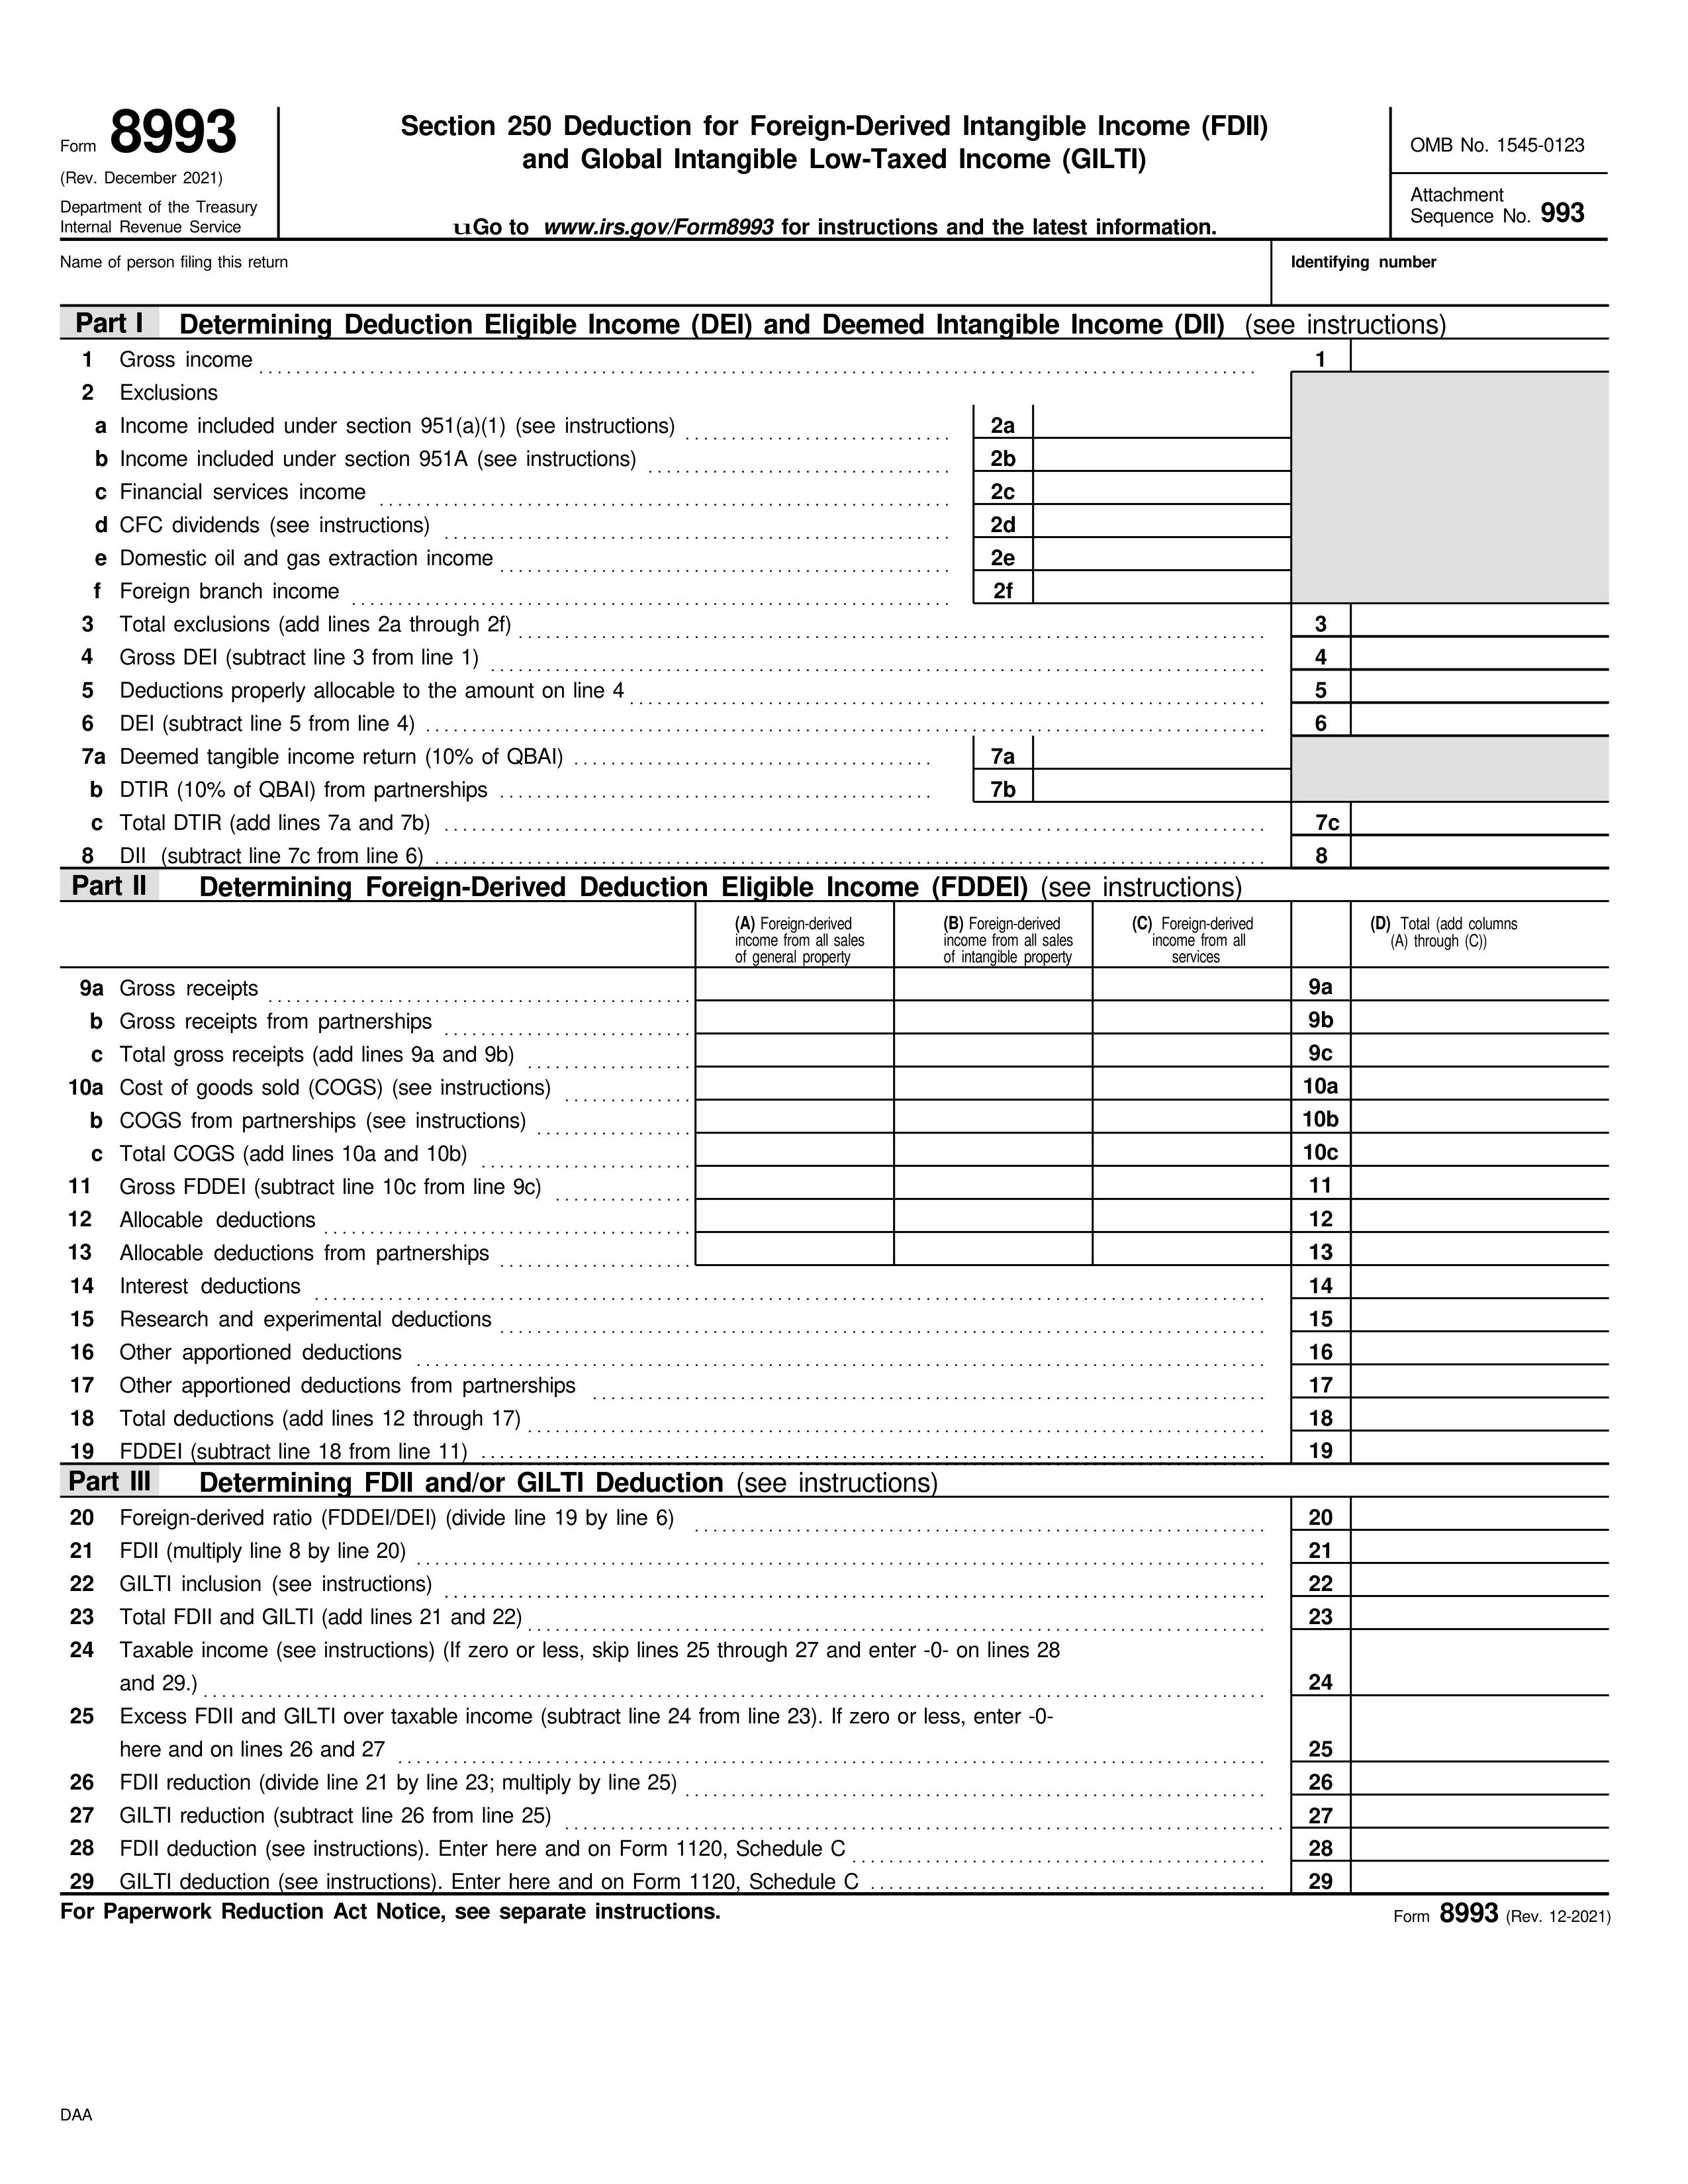 Form 8993
(Rev. December 2021)
Department of the Treasury
Internal Revenue Service
Section 250 Deduction for Foreign-Derived Intangible Income (FDII)
and Global Intangible Low-Taxed Income (GILTI)
uGo to www.irs.gov/Form8993 for instructions and the latest information.
OMB No. 1545-0123
Attachment
Sequence No. 993
Name of person filing this return
Identifying number
Part I Determining Deduction Eligible Income (DEI) and Deemed Intangible Income (DII) (see instructions)
1 Gross income 1
2 Exclusions
a Income included under section 951(a)(1) (see instructions) 2a
b Income included under section 951A (see instructions) 2b
c Financial services income 2c
d CFC dividends (see instructions) 2d
e Domestic oil and gas extraction income 2e
f Foreign branch income 2f
3 Total exclusions (add lines 2a through 2f) 3
4 Gross DEI (subtract line 3 from line 1) 4
5 Deductions properly allocable to the amount on line 4 5
6 DEI (subtract line 5 from line 4) 6
7a Deemed tangible income return (10% of QBAI) 7a
b DTIR (10% of QBAI) from partnerships 7b
c Total DTIR (add lines 7a and 7b) 7c
8 DII (subtract line 7c from line 6) 8
Part II Determining Foreign-Derived Deduction Eligible Income (FDDEI) (see instructions)
(A) Foreign-derived
income from all sales
of general property
(B) Foreign-derived
income from all sales
of intangible property
(C) Foreign-derived
income from all
services
(D) Total (add columns
(A) through (C))
9a Gross receipts 9a
b Gross receipts from partnerships 9b
c Total gross receipts (add lines 9a and 9b) 9c
10a Cost of goods sold (COGS) (see instructions) 10a
b COGS from partnerships (see instructions) 10b
c Total COGS (add lines 10a and 10b) 10c
11 Gross FDDEI (subtract line 10c from line 9c) 11
12 Allocable deductions 12
13 Allocable deductions from partnerships 13
14 Interest deductions 14
15 Research and experimental deductions 15
16 Other apportioned deductions 16
17 Other apportioned deductions from partnerships 17
18 Total deductions (add lines 12 through 17) 18
19 FDDEI (subtract line 18 from line 11) 19
Part III Determining FDII and/or GILTI Deduction (see instructions)
20 Foreign-derived ratio (FDDEI/DEI) (divide line 19 by line 6) 20
21 FDII (multiply line 8 by line 20) 21
22 GILTI inclusion (see instructions) 22
23 Total FDII and GILTI (add lines 21 and 22) 23
24 Taxable income (see instructions) (If zero or less, skip lines 25 through 27 and enter -0- on lines 28
and 29.) 24
25 Excess FDII and GILTI over taxable income (subtract line 24 from line 23). If zero or less, enter -0-
here and on lines 26 and 27 25
26 FDII reduction (divide line 21 by line 23; multiply by line 25) 26
27 GILTI reduction (subtract line 26 from line 25) 27
28 FDII deduction (see instructions). Enter here and on Form 1120, Schedule C 28
29 GILTI deduction (see instructions). Enter here and on Form 1120, Schedule C 29
For Paperwork Reduction Act Notice, see separate instructions.
Form 8993 (Rev. 12-2021)
DAA